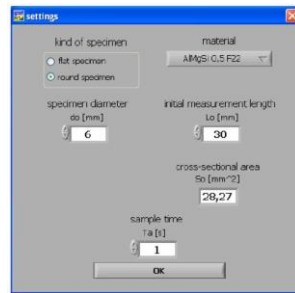 settings
kind of specimen
material
flat specimen
round specimen
AlMgSi 0,5 F22
specimen diameter
initial measurement length
do [mm]
Lo [mm]
6
30
cross-sectional area
So [mm^2]
28,27
sample time
Ta [s]
1
OK